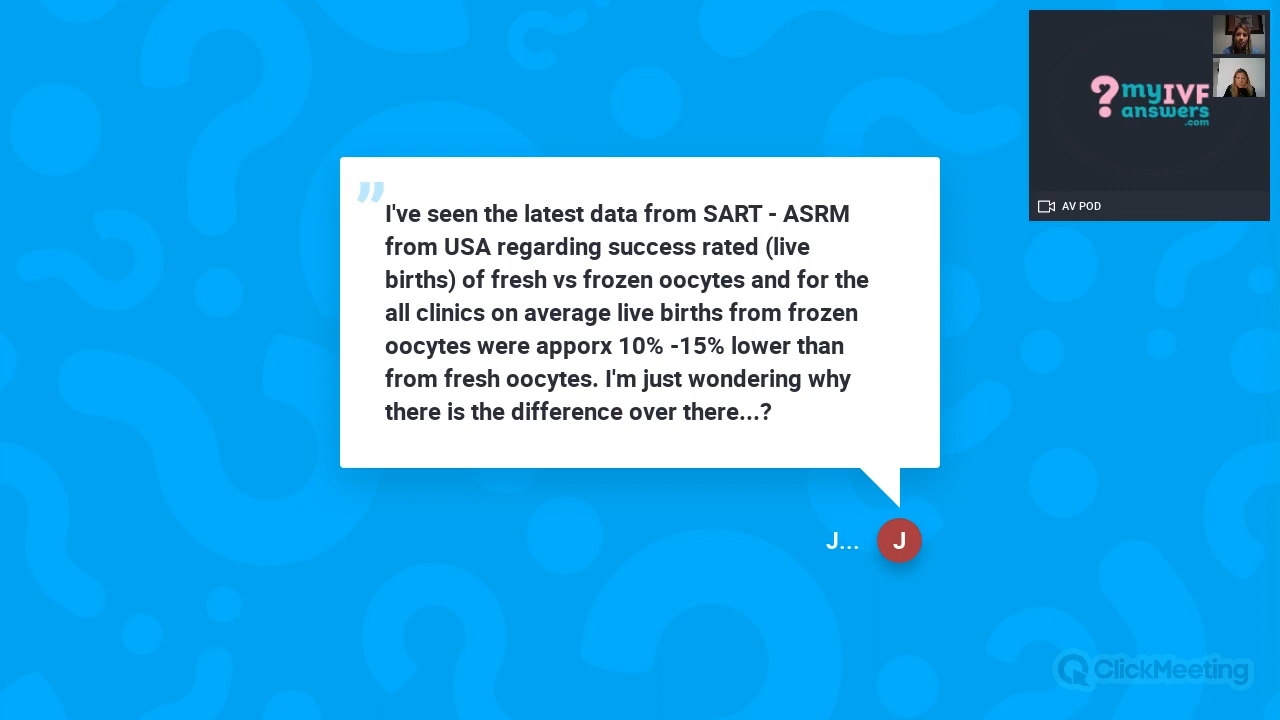 I've seen the latest data from SART - ASRM
from USA regarding success rated (live
births) of fresh vs frozen oocytes and for the
all clinics on average live births from frozen
oocytes were apporx 10% -15% lower than
from fresh oocytes. I'm just wondering why
there is the difference over there...?
J...
J
?myIVF
answers
.com
AV POD
ClickMeeting